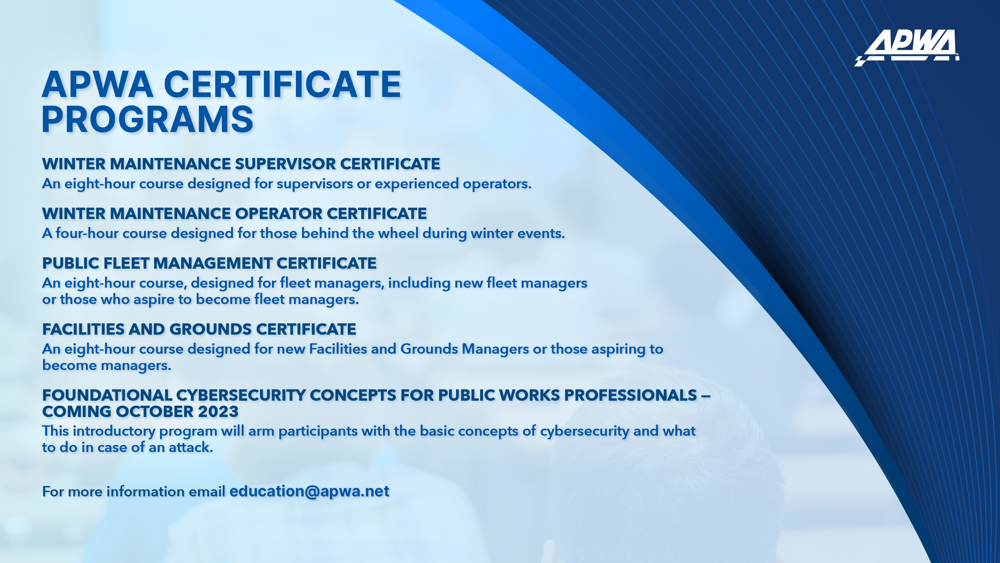 APWA®
APWA CERTIFICATE
PROGRAMS
WINTER MAINTENANCE SUPERVISOR CERTIFICATE
An eight-hour course designed for supervisors or experienced operators.
WINTER MAINTENANCE OPERATOR CERTIFICATE
A four-hour course designed for those behind the wheel during winter events.
PUBLIC FLEET MANAGEMENT CERTIFICATE
An eight-hour course, designed for fleet managers, including new fleet managers
or those who aspire to become fleet managers.
FACILITIES AND GROUNDS CERTIFICATE
An eight-hour course designed for new Facilities and Grounds Managers or those aspiring to
become managers.
FOUNDATIONAL CYBERSECURITY CONCEPTS FOR PUBLIC WORKS PROFESSIONALS –
COMING OCTOBER 2023
This introductory program will arm participants with the basic concepts of cybersecurity and what
to do in case of an attack.
For more information email education@apwa.net